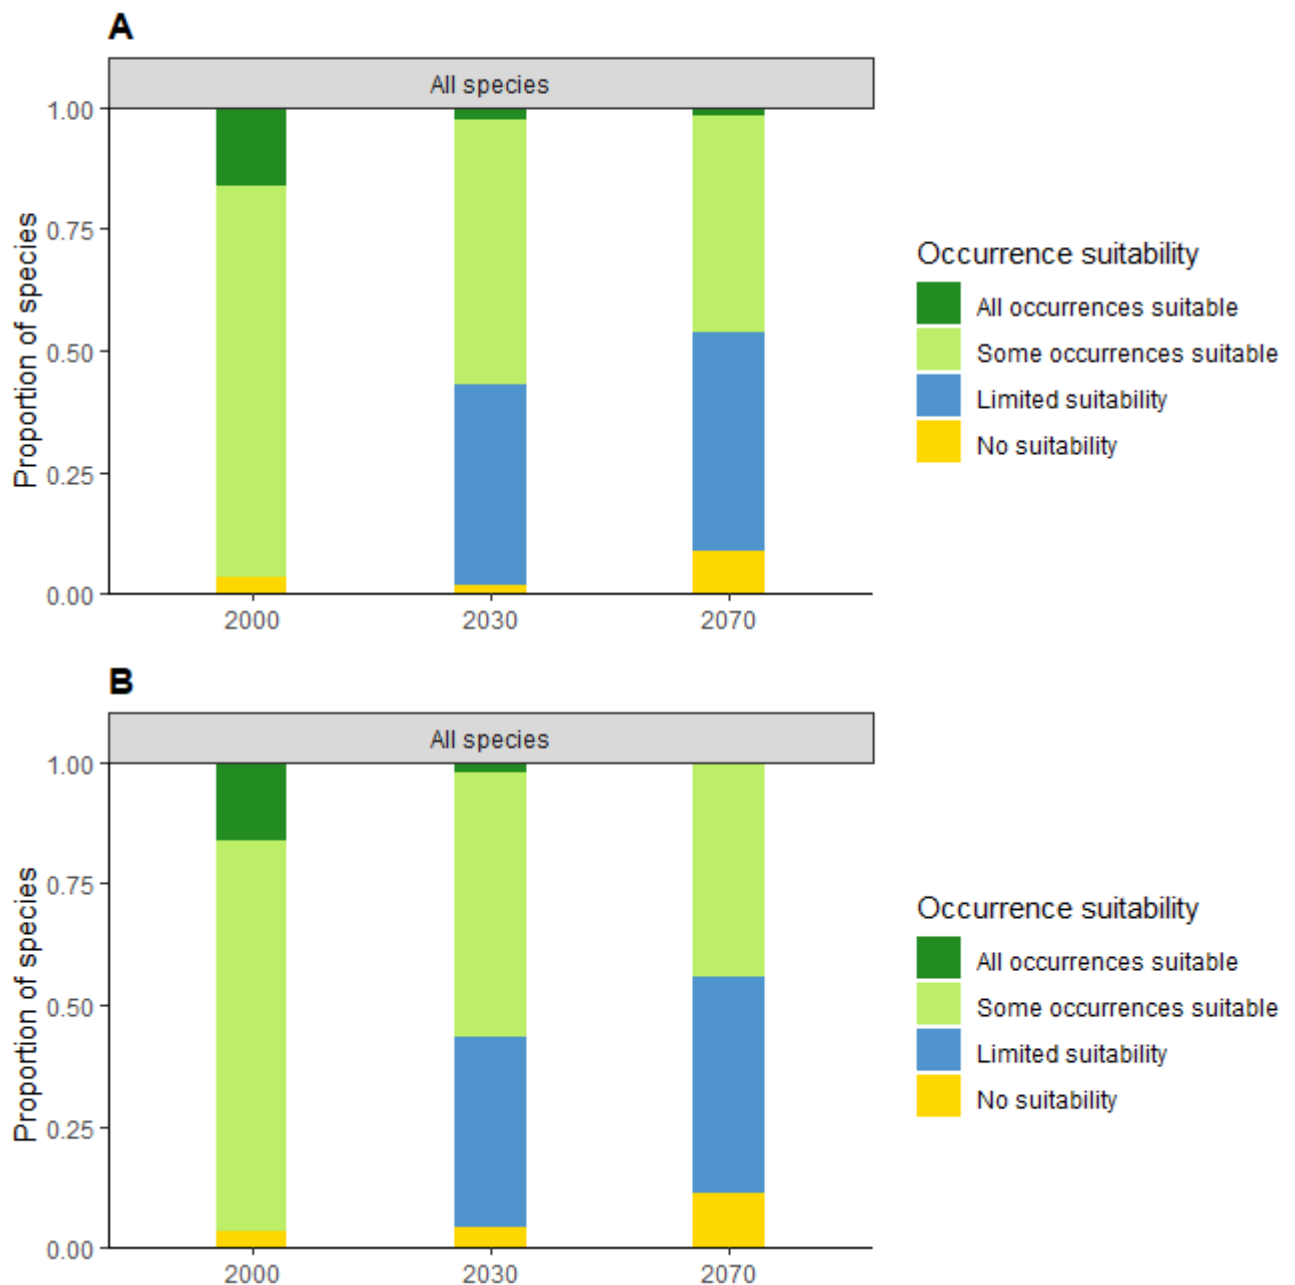 A
All species
1.00
0.75
0.50
0.25
0.00
Proportion of species
2000 2030 2070
Occurrence suitability
All occurrences suitable
Some occurrences suitable
Limited suitability
No suitability
B
All species
1.00
0.75
0.50
0.25
0.00
Proportion of species
2000 2030 2070
Occurrence suitability
All occurrences suitable
Some occurrences suitable
Limited suitability
No suitability